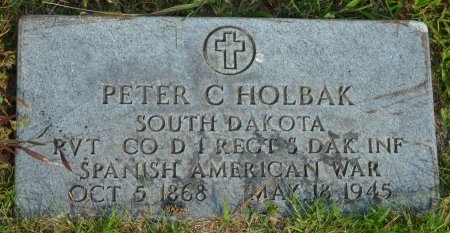 PETER C HOLBAK
SOUTH DAKOTA
PVT CO D 1 REGT S DAK INF
SPANISH AMERICAN WAR
OCT 5 1868 MAY 18 1945